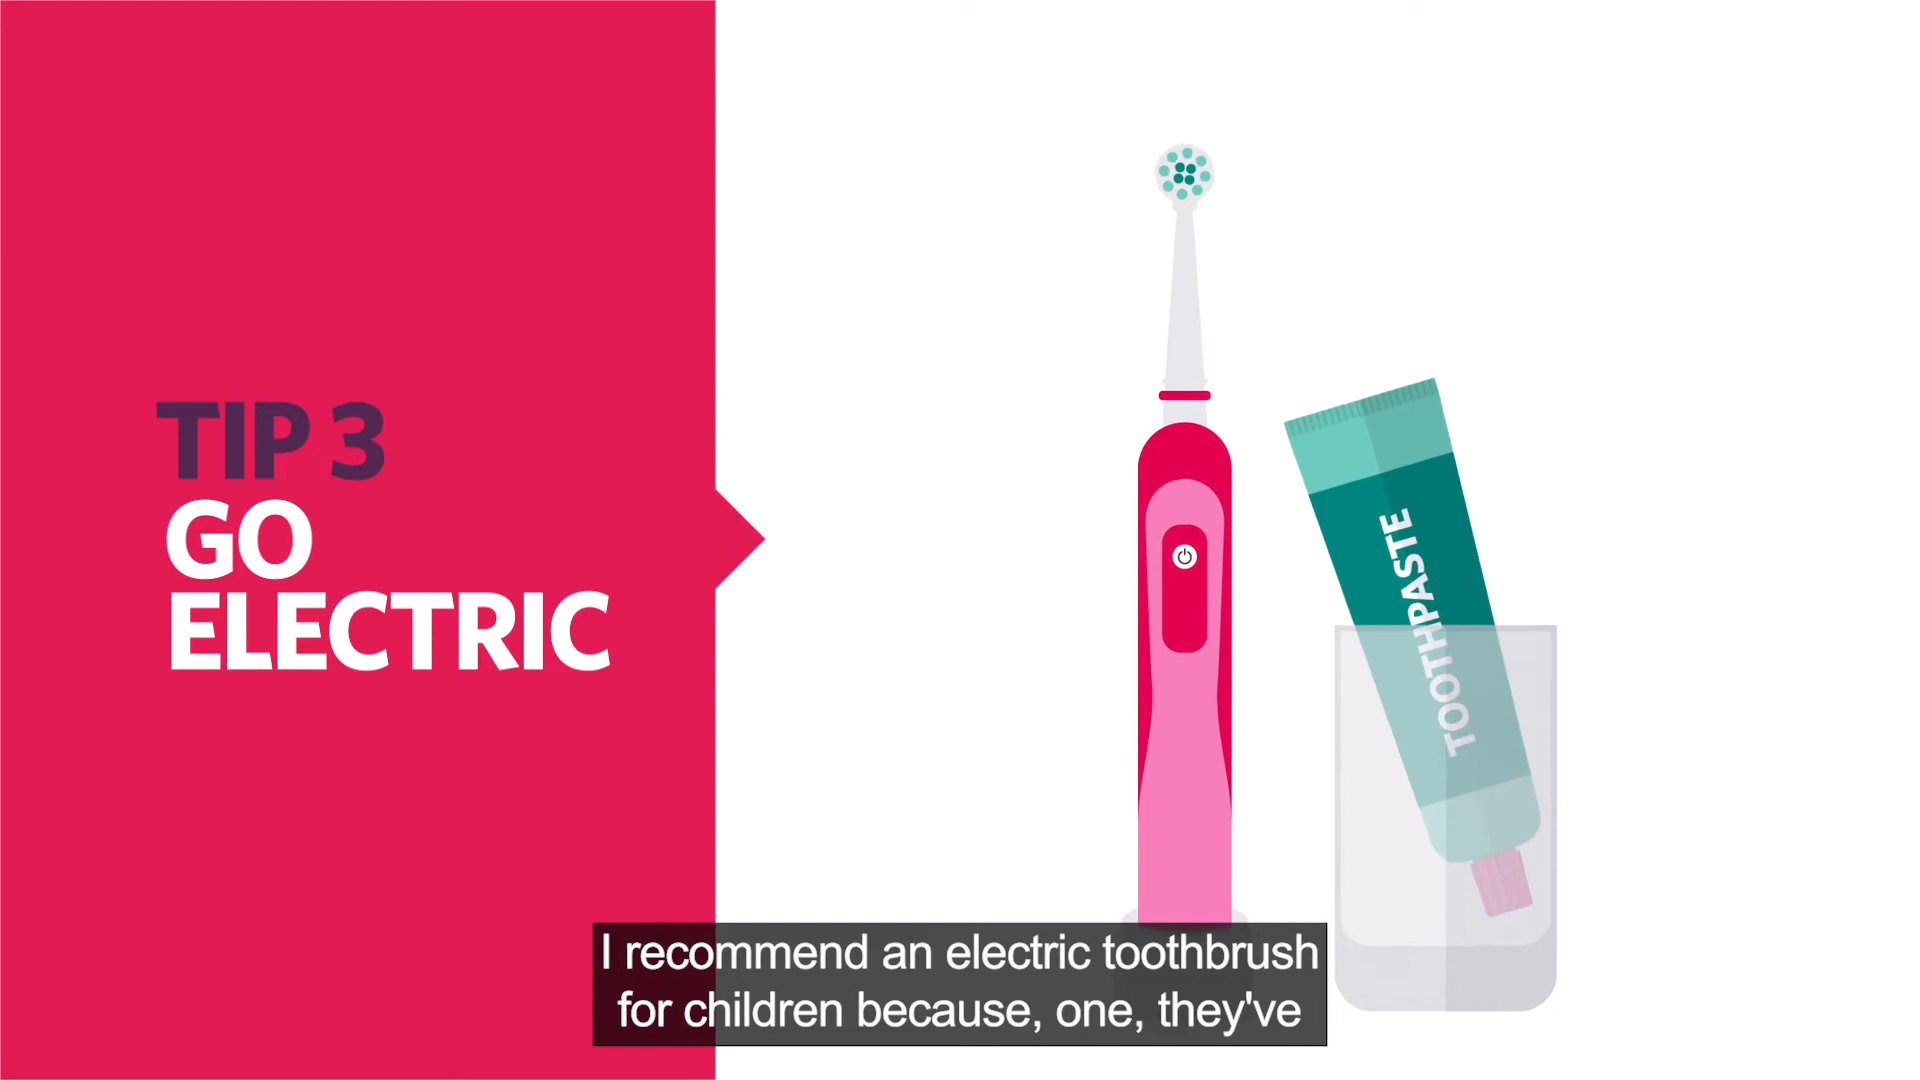 TIP 3
GO
ELECTRIC
TOOTHPASTE
I recommend an electric toothbrush
for children because, one, they've